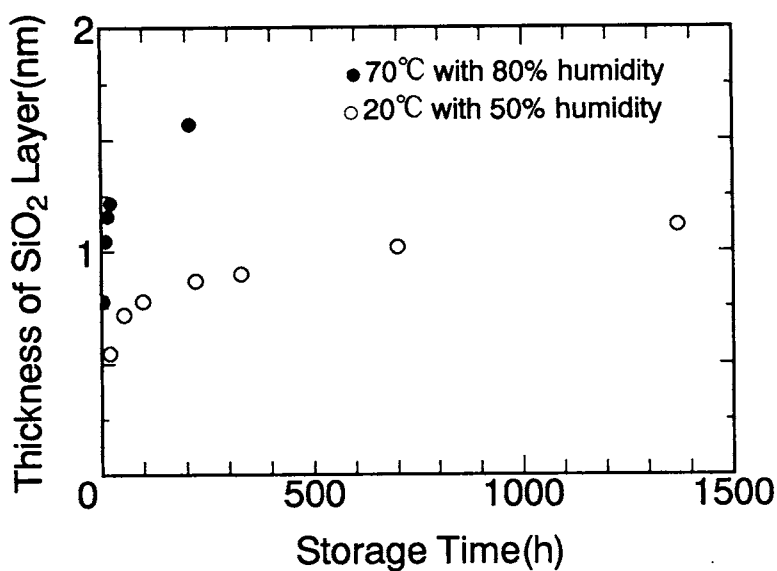 2
● 70℃ with 80% humidity
○ 20℃ with 50% humidity
Thickness of SiO₂ Layer(nm)
1
0 500 1000 1500
Storage Time(h)